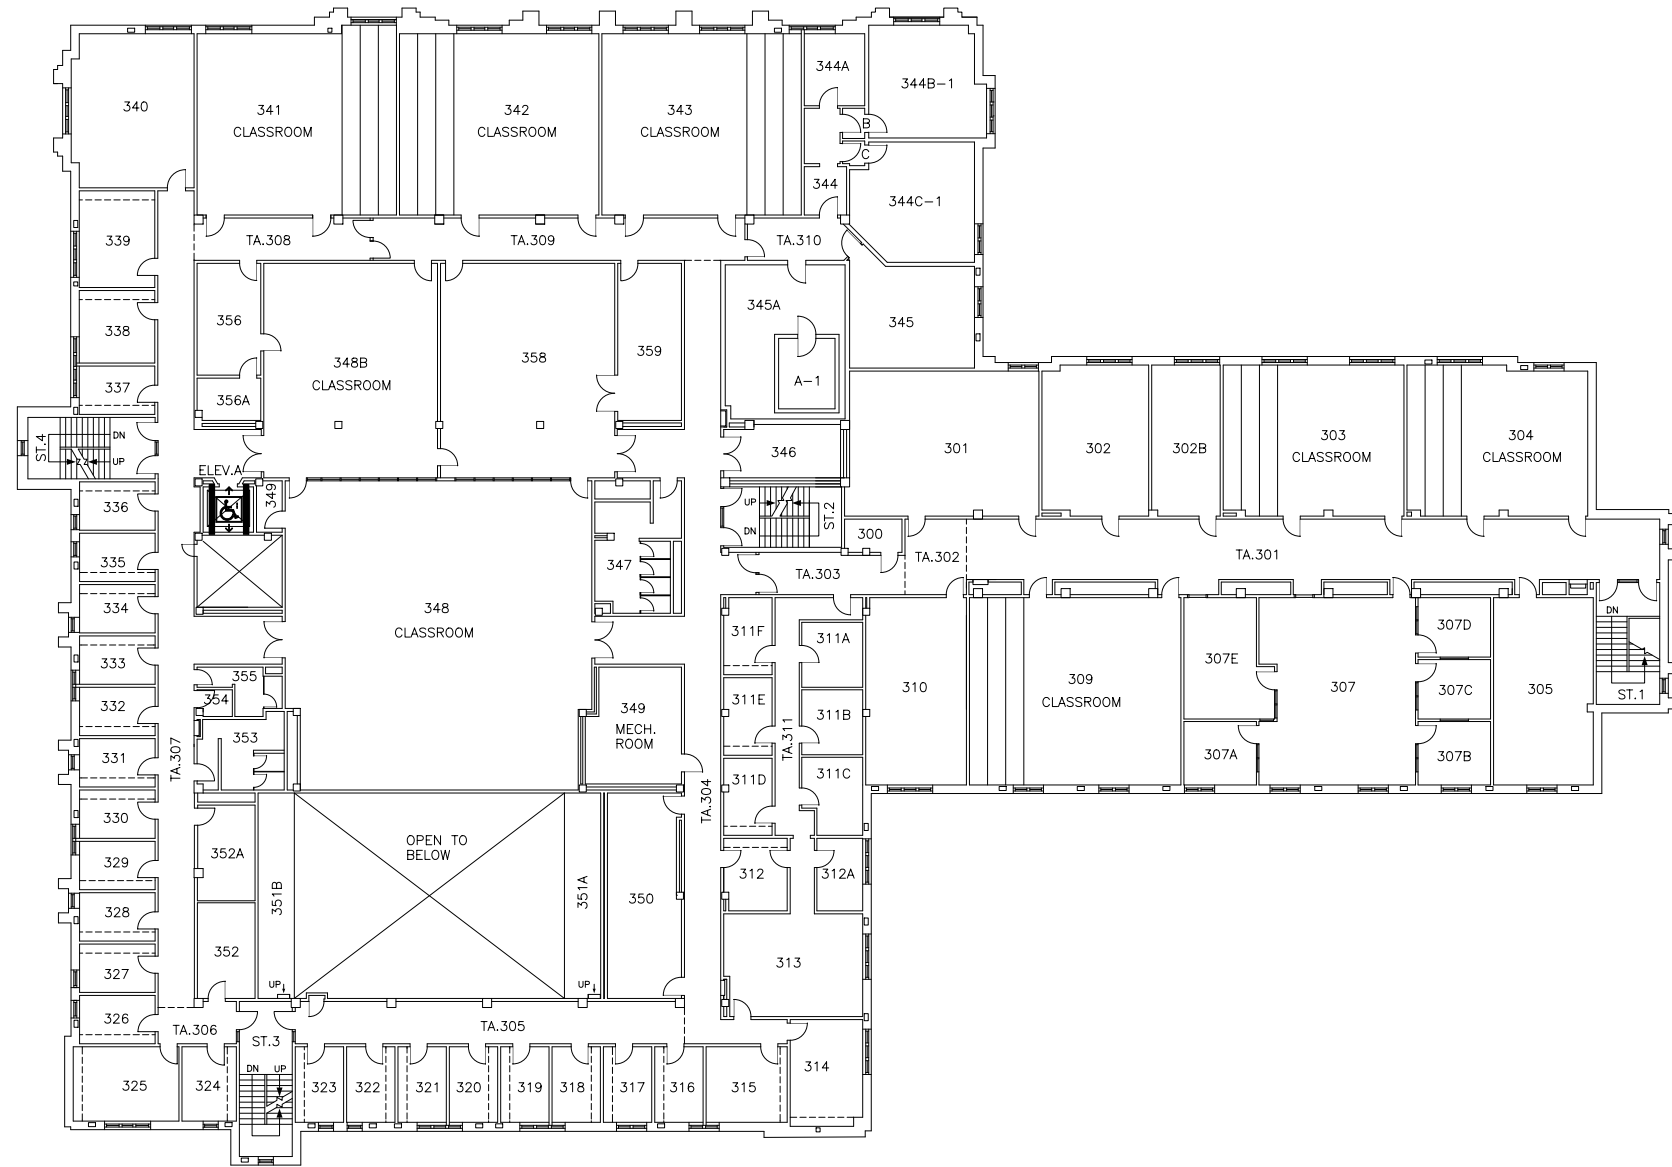 340
341
CLASSROOM
342
CLASSROOM
343
CLASSROOM
344A
344B-1
B
C
344
344C-1
339
TA.308
TA.309
TA.310
338
356
348B
CLASSROOM
358
359
345A
345
A-1
337
356A
ST.4
DN
UP
ELEV.A
346
301
302
302B
303
CLASSROOM
304
CLASSROOM
336
349
UP
DN
ST.2
300
335
347
TA.303
TA.302
TA.301
334
348
CLASSROOM
311F
311A
333
355
354
332
353
TA.307
349
MECH.
ROOM
311E
311B
TA.311
310
309
CLASSROOM
307E
307
307D
307C
305
DN
ST.1
331
311D
311C
307A
307B
TA.304
330
352A
OPEN TO
BELOW
329
312
312A
351B
351A
350
328
352
327
313
UP
UP
326
TA.306
ST.3
TA.305
DN
UP
325
324
323
322
321
320
319
318
317
316
315
314